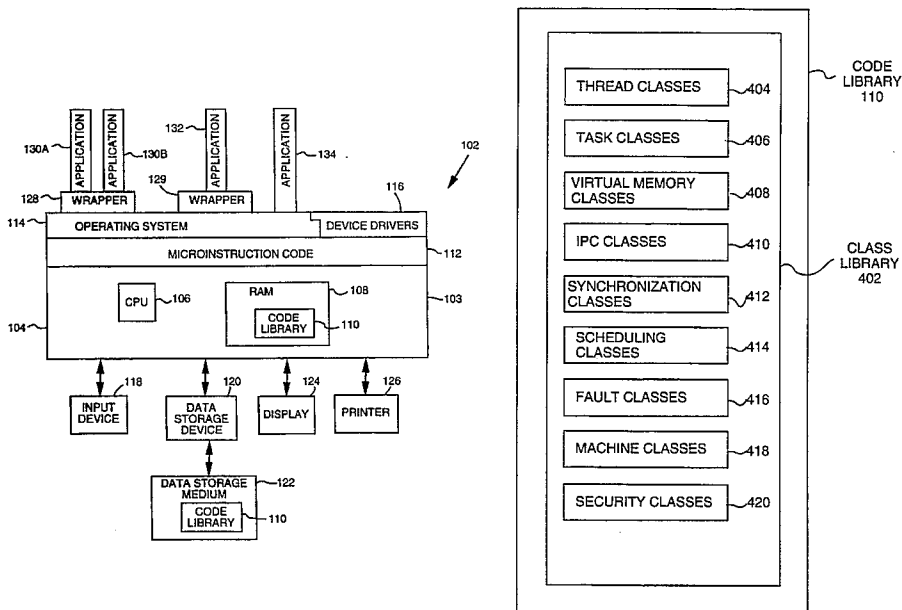 130A
APPLICATION
APPLICATION
130B
132
APPLICATION
APPLICATION
134
102
128
WRAPPER
129
WRAPPER
116
114
OPERATING SYSTEM
DEVICE DRIVERS
MICROINSTRUCTION CODE
112
CPU
106
RAM
108
CODE
LIBRARY
110
103
104
118
INPUT
DEVICE
120
DATA
STORAGE
DEVICE
124
DISPLAY
126
PRINTER
DATA STORAGE
MEDIUM
122
CODE
LIBRARY
110
THREAD CLASSES
404
TASK CLASSES
406
VIRTUAL MEMORY
CLASSES
408
IPC CLASSES
410
SYNCHRONIZATION
CLASSES
412
SCHEDULING
CLASSES
414
FAULT CLASSES
416
MACHINE CLASSES
418
SECURITY CLASSES
420
CODE
LIBRARY
110
CLASS
LIBRARY
402